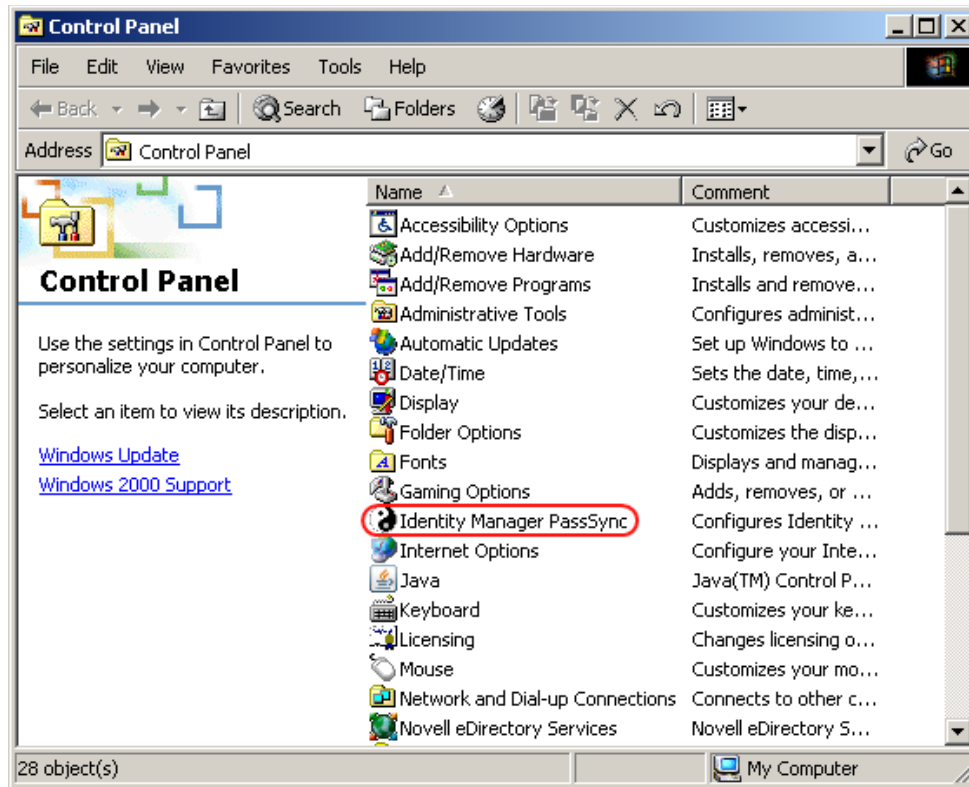 Control Panel
File Edit View Favorites Tools Help
Back Search Folders
Address Control Panel Go
Name Comment
Control Panel
Use the settings in Control Panel to
personalize your computer.
Select an item to view its description.
Windows Update
Windows 2000 Support
Accessibility Options Customizes accessi...
Add/Remove Hardware Installs, removes, a...
Add/Remove Programs Installs and remove...
Administrative Tools Configures administ...
Automatic Updates Set up Windows to ...
Date/Time Sets the date, time,...
Display Customizes your de...
Folder Options Customizes the disp...
Fonts Displays and manag...
Gaming Options Adds, removes, or ...
Identity Manager PassSync Configures Identity ...
Internet Options Configure your Inte...
Java Java(TM) Control P...
Keyboard Customizes your ke...
Licensing Changes licensing o...
Mouse Customizes your mo...
Network and Dial-up Connections Connects to other c...
Novell eDirectory Services Novell eDirectory S...
28 object(s) My Computer